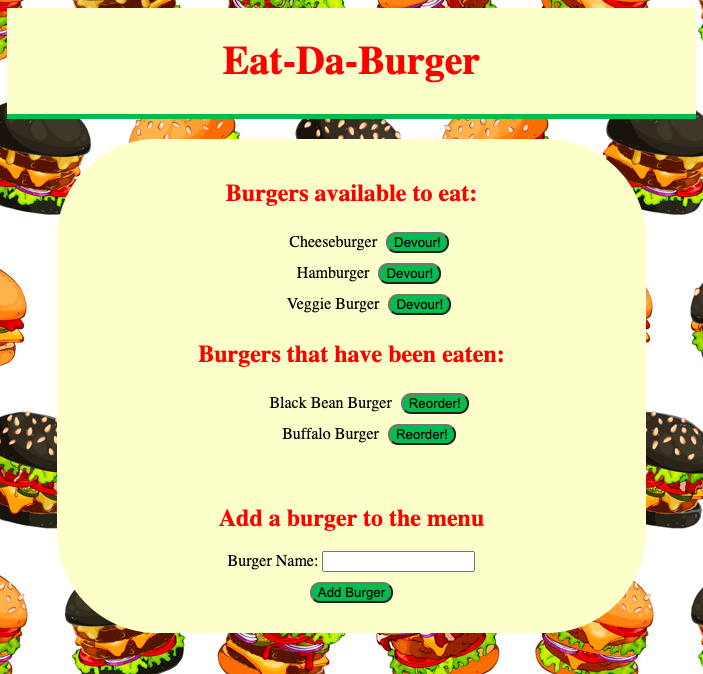 Eat-Da-Burger
Burgers available to eat:
Cheeseburger Devour!
Hamburger Devour!
Veggie Burger Devour!
Burgers that have been eaten:
Black Bean Burger Reorder!
Buffalo Burger Reorder!
Add a burger to the menu
Burger Name:
Add Burger